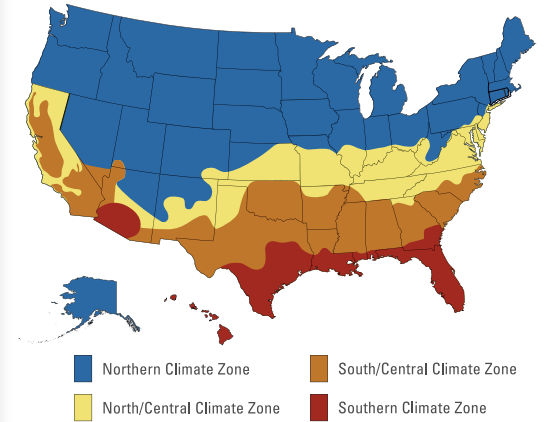 Northern Climate Zone
South/Central Climate Zone
North/Central Climate Zone
Southern Climate Zone